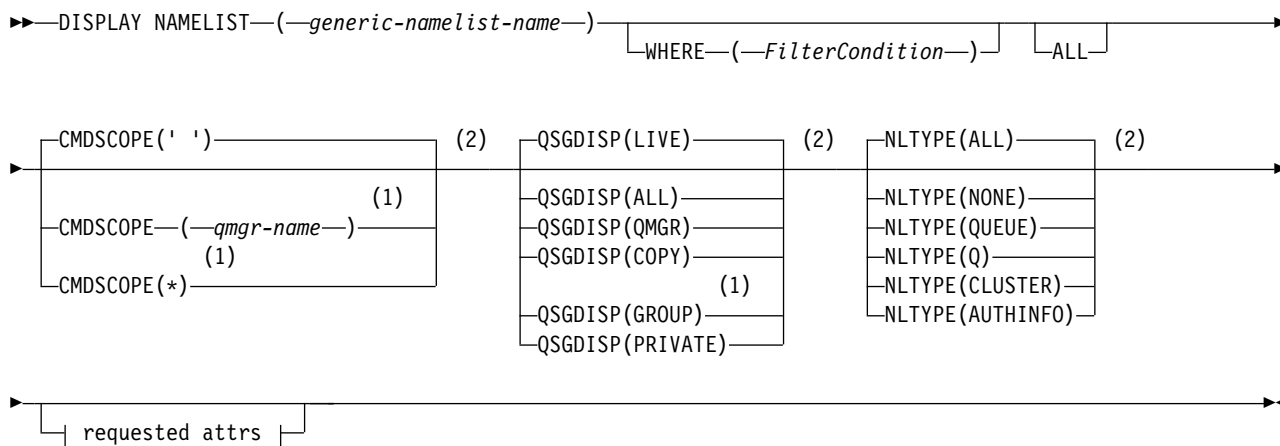 DISPLAY NAMELIST ( generic-namelist-name )
WHERE ( FilterCondition ) ALL
CMDSCOPE(' ') (2) QSGDISP(LIVE) (2) NLTYPE(ALL) (2)
QSGDISP(ALL) NLTYPE(NONE)
(1)
CMDSCOPE ( qmgr-name ) QSGDISP(QMGR) NLTYPE(QUEUE)
(1) QSGDISP(COPY) NLTYPE(Q)
CMDSCOPE(*) (1) NLTYPE(CLUSTER)
QSGDISP(GROUP) NLTYPE(AUTHINFO)
QSGDISP(PRIVATE)
requested attrs